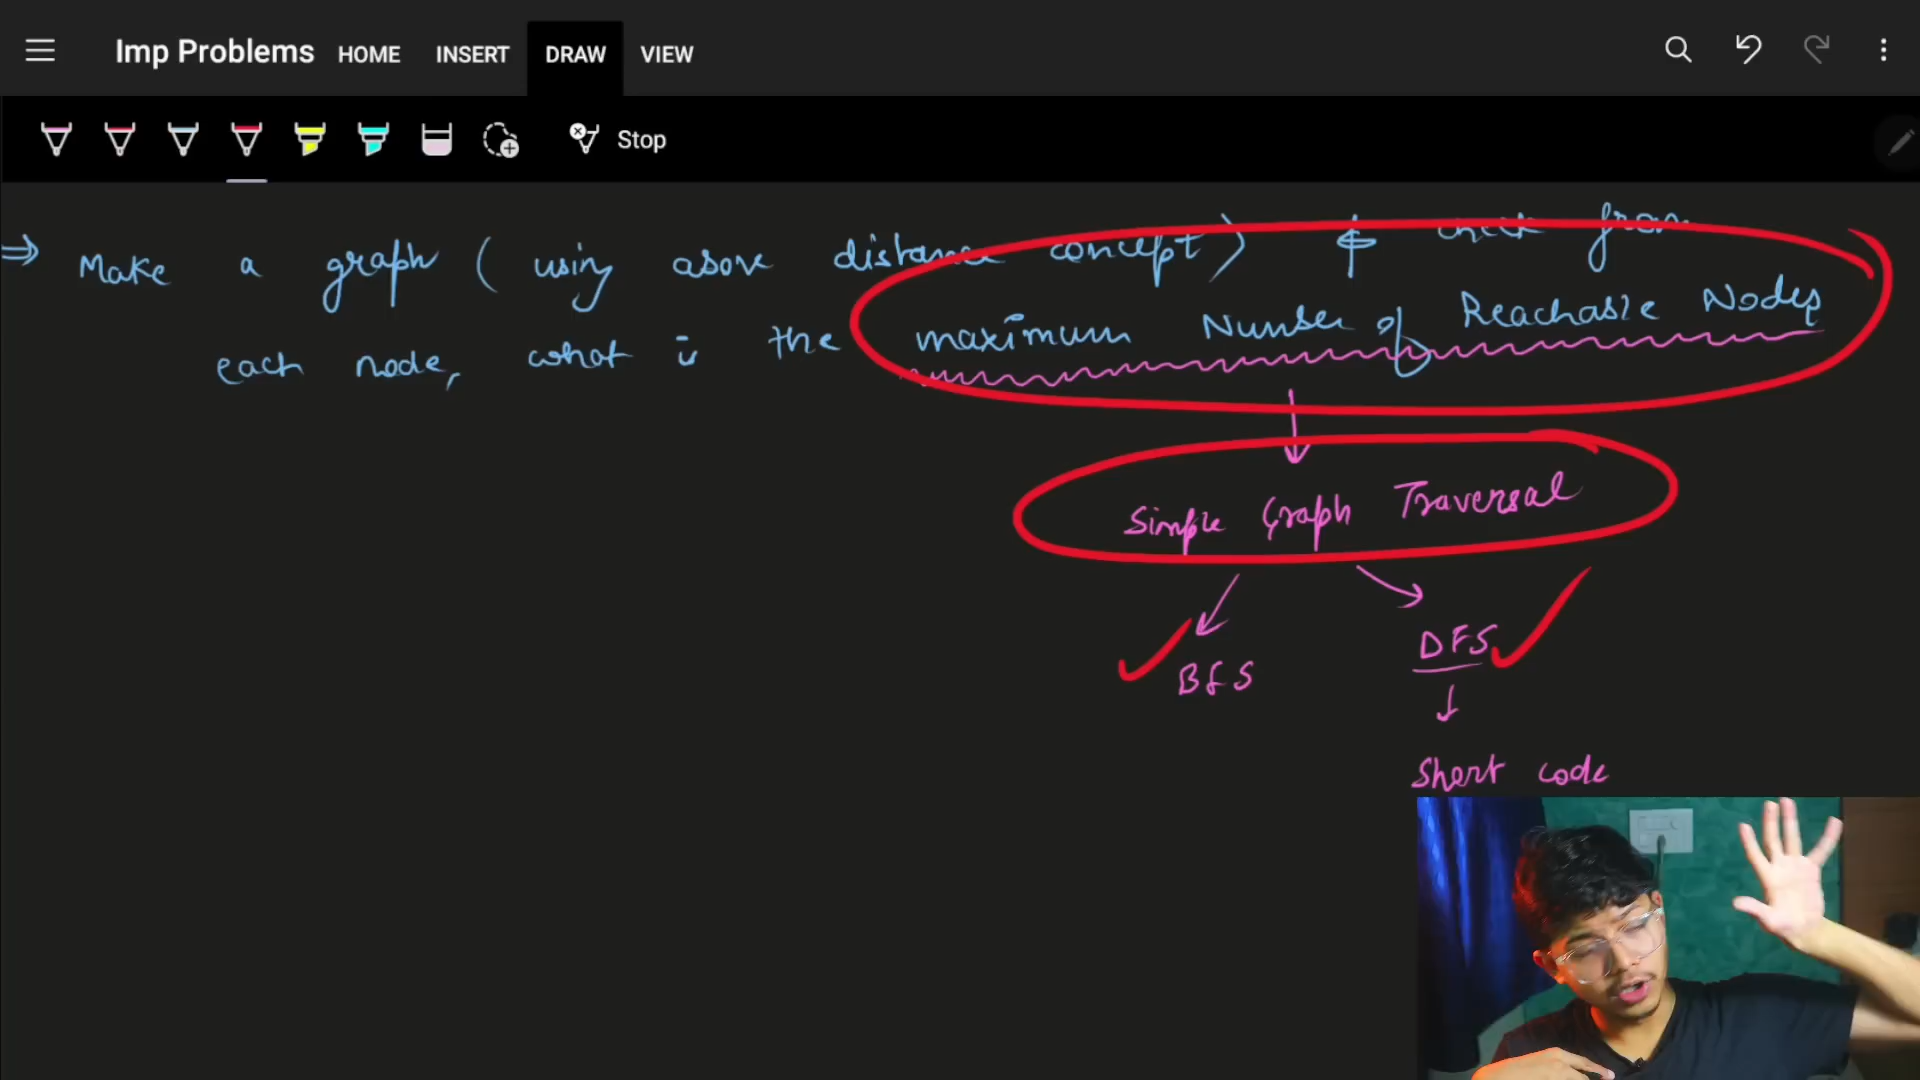 Imp Problems HOME INSERT DRAW VIEW
Stop
⇒ Make a graph (using above distance concept) & check from
each node, what is the maximum Number of Reachable Nodes
Simple Graph Traversal
BFS
DFS
Short code